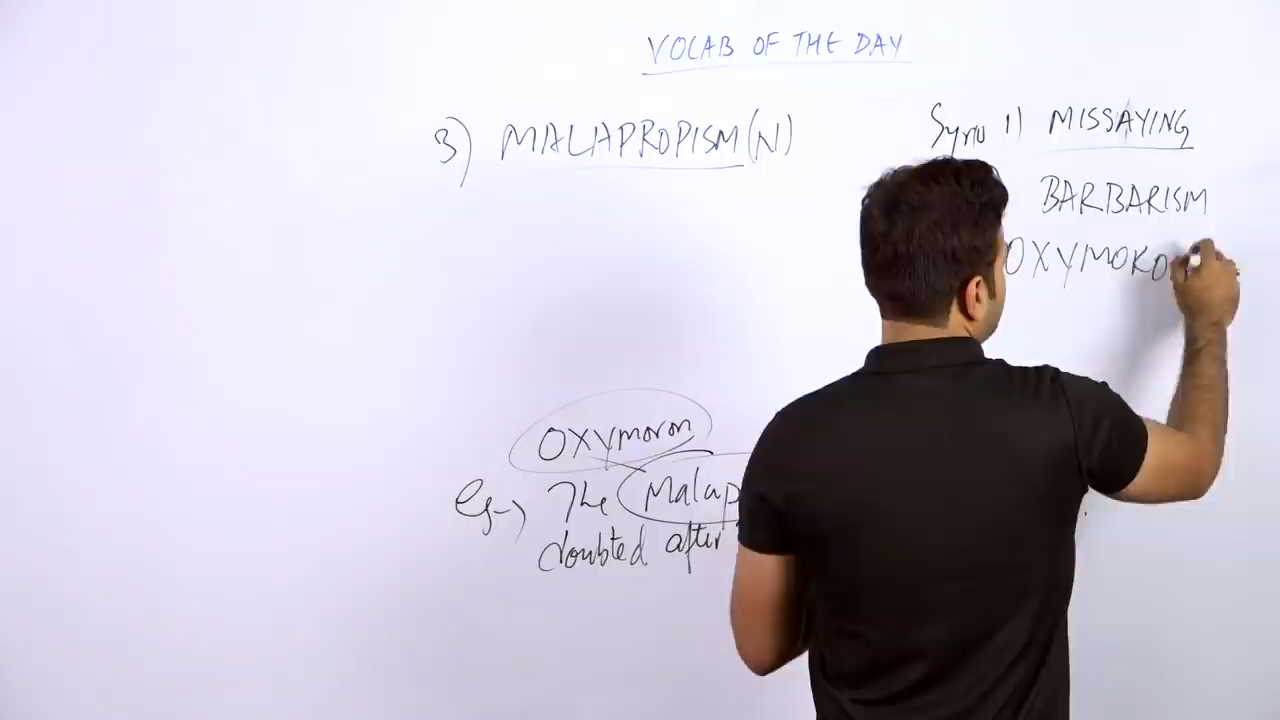 VOCAB OF THE DAY
3) MALAPROPISM (N)
Syno 1) MISSAYING
BARBARISM
OXYMORO
Oxymoron
eg→ The Malap
doubted after